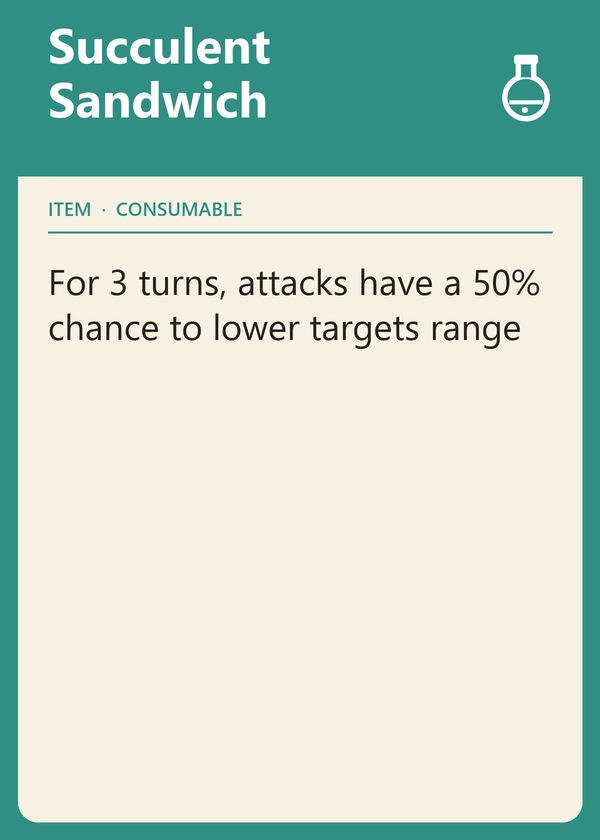 Succulent
Sandwich
ITEM · CONSUMABLE
For 3 turns, attacks have a 50%
chance to lower targets range